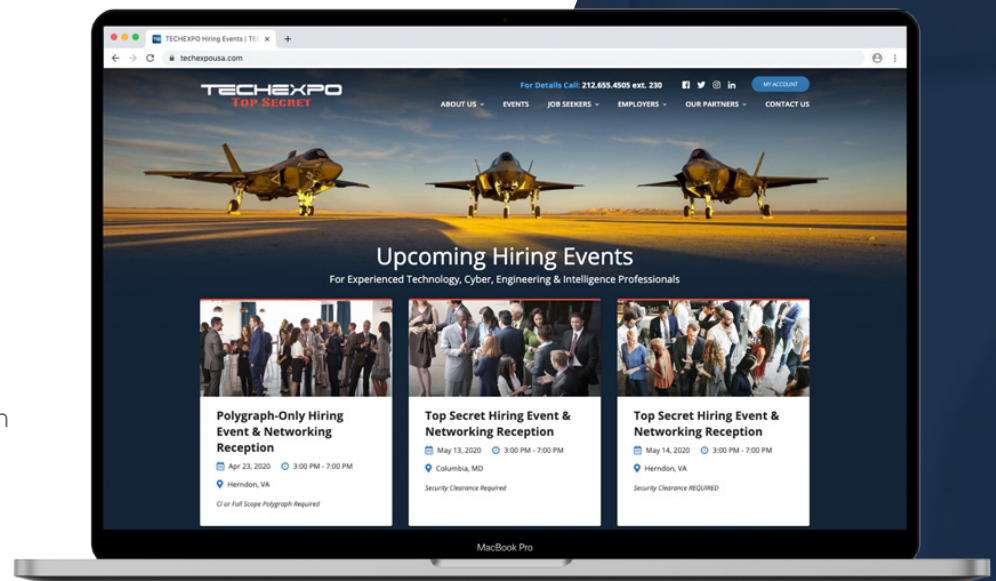 TECHEXPO Hiring Events | TEC
techexpousa.com
TECHEXPO
TOP SECRET
For Details Call: 212.655.4505 ext. 230
MY ACCOUNT
ABOUT US EVENTS JOB SEEKERS EMPLOYERS OUR PARTNERS CONTACT US
Upcoming Hiring Events
For Experienced Technology, Cyber, Engineering & Intelligence Professionals
Polygraph-Only Hiring
Event & Networking
Reception
Apr 23, 2020 3:00 PM - 7:00 PM
Herndon, VA
CI or Full Scope Polygraph Required
Top Secret Hiring Event &
Networking Reception
May 13, 2020 3:00 PM - 7:00 PM
Columbia, MD
Security Clearance Required
Top Secret Hiring Event &
Networking Reception
May 14, 2020 3:00 PM - 7:00 PM
Herndon, VA
Security Clearance REQUIRED
n
MacBook Pro